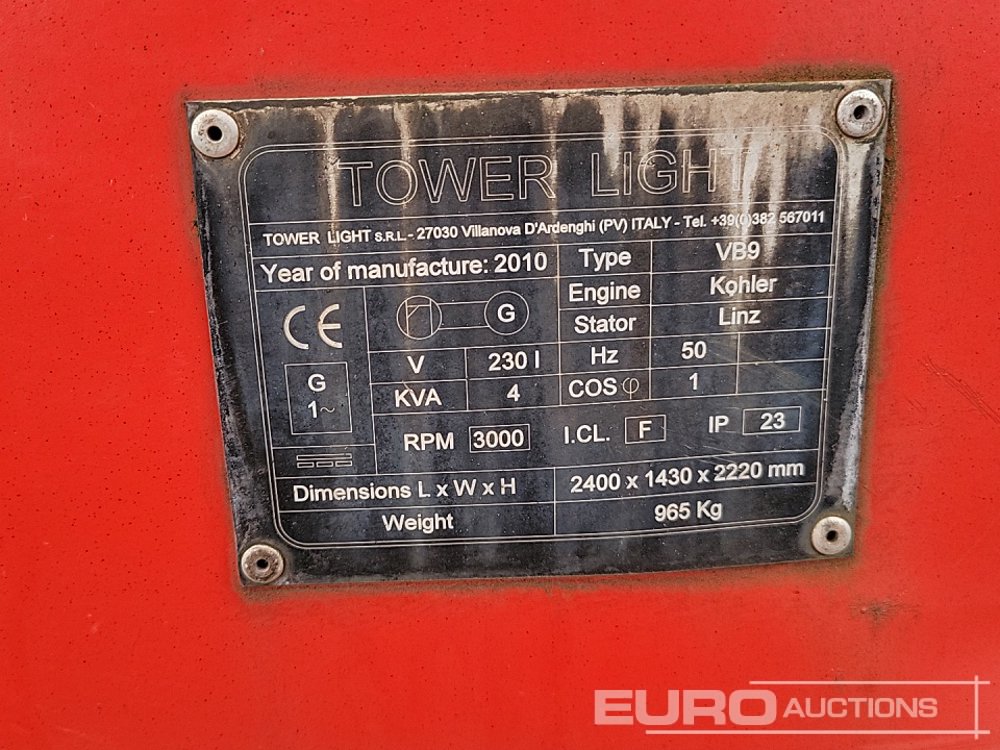 TOWER LIGHT
TOWER LIGHT S.R.L - 27030 Villanova D'Ardenghi (PV) ITALY - Tel. +39(0)382 567011
Year of manufacture: 2010
Type VB9
Engine Kohler
Stator Linz
CE
G
V 230 I
Hz 50
G
1~
KVA 4
COS φ 1
RPM 3000 I.CL. F IP 23
Dimensions L x W x H 2400 x 1430 x 2220 mm
Weight 965 Kg
EURO AUCTIONS